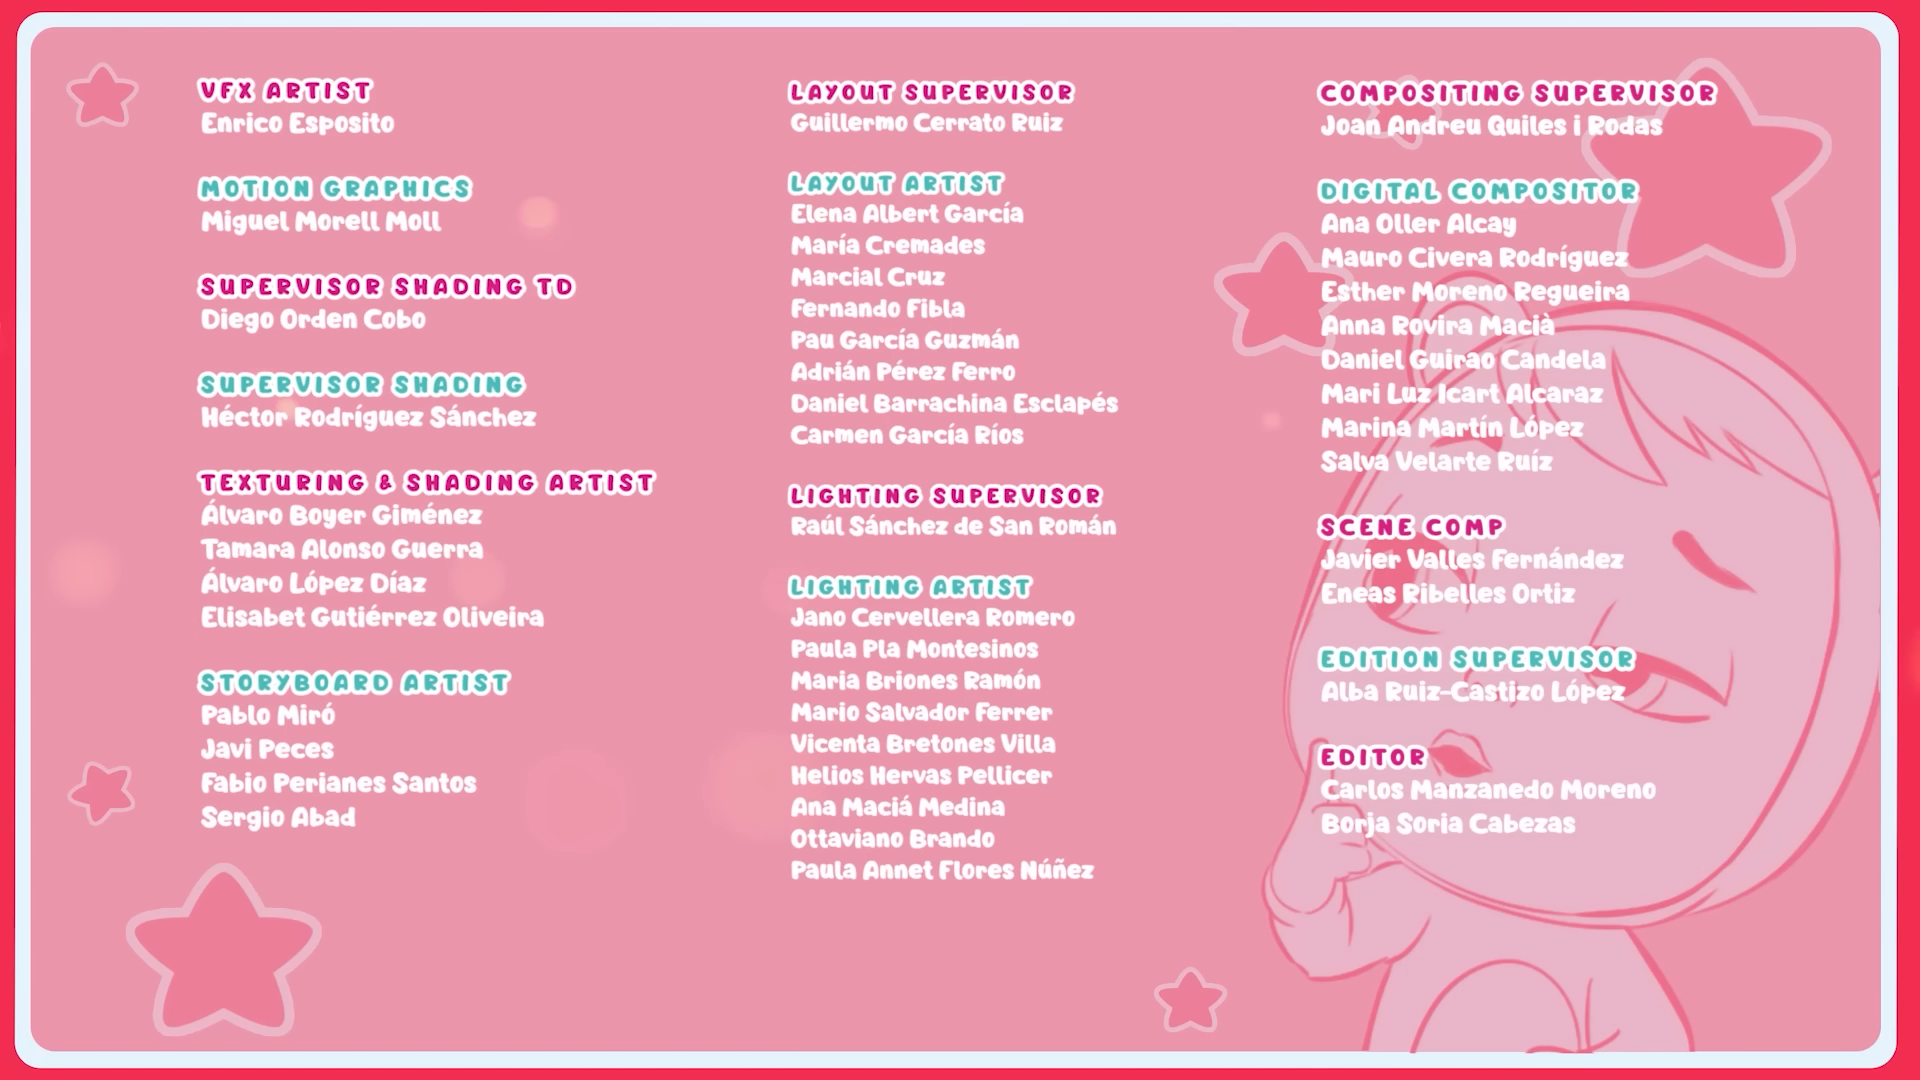 VFX ARTIST
Enrico Esposito
MOTION GRAPHICS
Miguel Morell Moll
SUPERVISOR SHADING TD
Diego Orden Cobo
SUPERVISOR SHADING
Héctor Rodríguez Sánchez
TEXTURING & SHADING ARTIST
Álvaro Boyer Giménez
Tamara Alonso Guerra
Álvaro López Díaz
Elisabet Gutiérrez Oliveira
STORYBOARD ARTIST
Pablo Miró
Javi Peces
Fabio Perianes Santos
Sergio Abad
LAYOUT SUPERVISOR
Guillermo Cerrato Ruiz
LAYOUT ARTIST
Elena Albert García
María Cremades
Marcial Cruz
Fernando Fibla
Pau García Guzmán
Adrián Pérez Ferro
Daniel Barrachina Esclapés
Carmen García Ríos
LIGHTING SUPERVISOR
Raúl Sánchez de San Román
LIGHTING ARTIST
Jano Cervellera Romero
Paula Pla Montesinos
Maria Briones Ramón
Mario Salvador Ferrer
Vicenta Bretones Villa
Helios Hervas Pellicer
Ana Maciá Medina
Ottaviano Brando
Paula Annet Flores Núñez
COMPOSITING SUPERVISOR
Joan Andreu Quiles i Rodas
DIGITAL COMPOSITOR
Ana Oller Alcay
Mauro Civera Rodríguez
Esther Moreno Regueira
Anna Rovira Macià
Daniel Guirao Candela
Mari Luz Icart Alcaraz
Marina Martín López
Salva Velarte Ruíz
SCENE COMP
Javier Valles Fernández
Eneas Ribelles Ortiz
EDITION SUPERVISOR
Alba Ruiz-Castizo López
EDITOR
Carlos Manzanedo Moreno
Borja Soria Cabezas